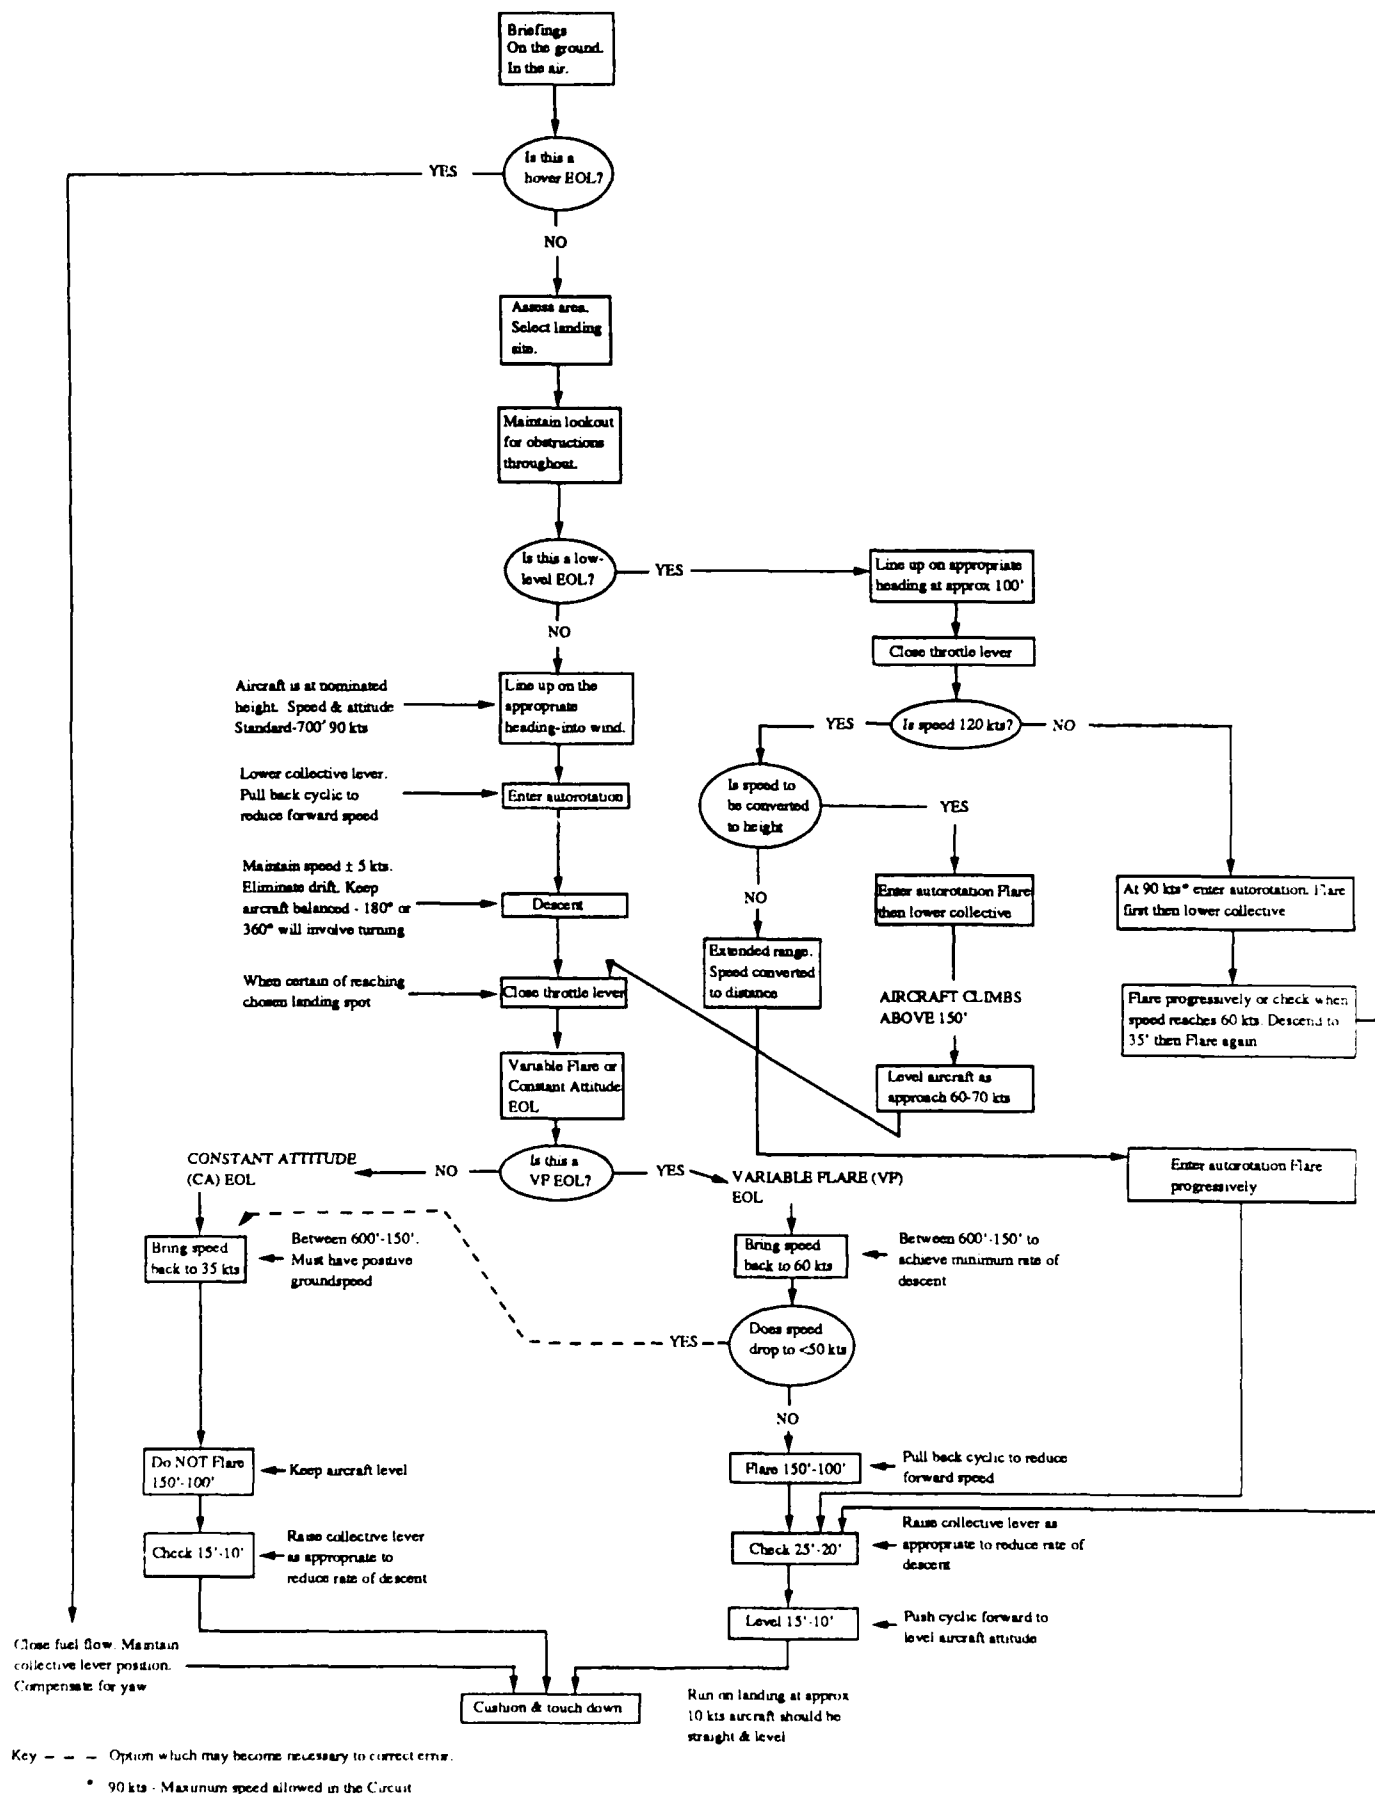 Briefings
On the ground.
In the air.
Is this a
hover EOL?
YES
NO
Assess area.
Select landing
site.
Maintain lookout
for obstructions
throughout.
Is this a low-
level EOL?
YES
NO
Line up on appropriate
heading at approx 100'
Close throttle lever
Is speed 120 kts?
YES
NO
Aircraft is at nominated
height. Speed & attitude
Standard-700' 90 kts
Line up on the
appropriate
heading-into wind.
Lower collective lever.
Pull back cyclic to
reduce forward speed
Enter autorotation
Is speed to
be converted
to height
YES
NO
Maintain speed ± 5 kts.
Eliminate drift. Keep
aircraft balanced - 180° or
360° will involve turning
Descent
Enter autorotation Flare
then lower collective
At 90 kts* enter autorotation. Flare
first then lower collective
Extended range.
Speed converted
to distance
When certain of reaching
chosen landing spot
Close throttle lever
AIRCRAFT CLIMBS
ABOVE 150'
Flare progressively or check when
speed reaches 60 kts. Descend to
35' then Flare again
Variable Flare or
Constant Attitude
EOL
Level aircraft as
approach 60-70 kts
Is this a
VF EOL?
NO
YES
CONSTANT ATTITUDE
(CA) EOL
VARIABLE FLARE (VF)
EOL
Enter autorotation Flare
progressively
Bring speed
back to 35 kts
Between 600'-150'.
Must have positive
groundspeed
Bring speed
back to 60 kts
Between 600'-150' to
achieve minimum rate of
descent
Does speed
drop to <50 kts
YES
NO
Do NOT Flare
150'-100'
Keep aircraft level
Flare 150'-100'
Pull back cyclic to reduce
forward speed
Check 15'-10'
Raise collective lever
as appropriate to
reduce rate of descent
Check 25'-20'
Raise collective lever as
appropriate to reduce rate of
descent
Level 15'-10'
Push cyclic forward to
level aircraft attitude
Close fuel flow. Maintain
collective lever position.
Compensate for yaw
Cushion & touch down
Run on landing at approx
10 kts aircraft should be
straight & level
Key – – – Option which may become necessary to correct error.
* 90 kts - Maximum speed allowed in the Circuit